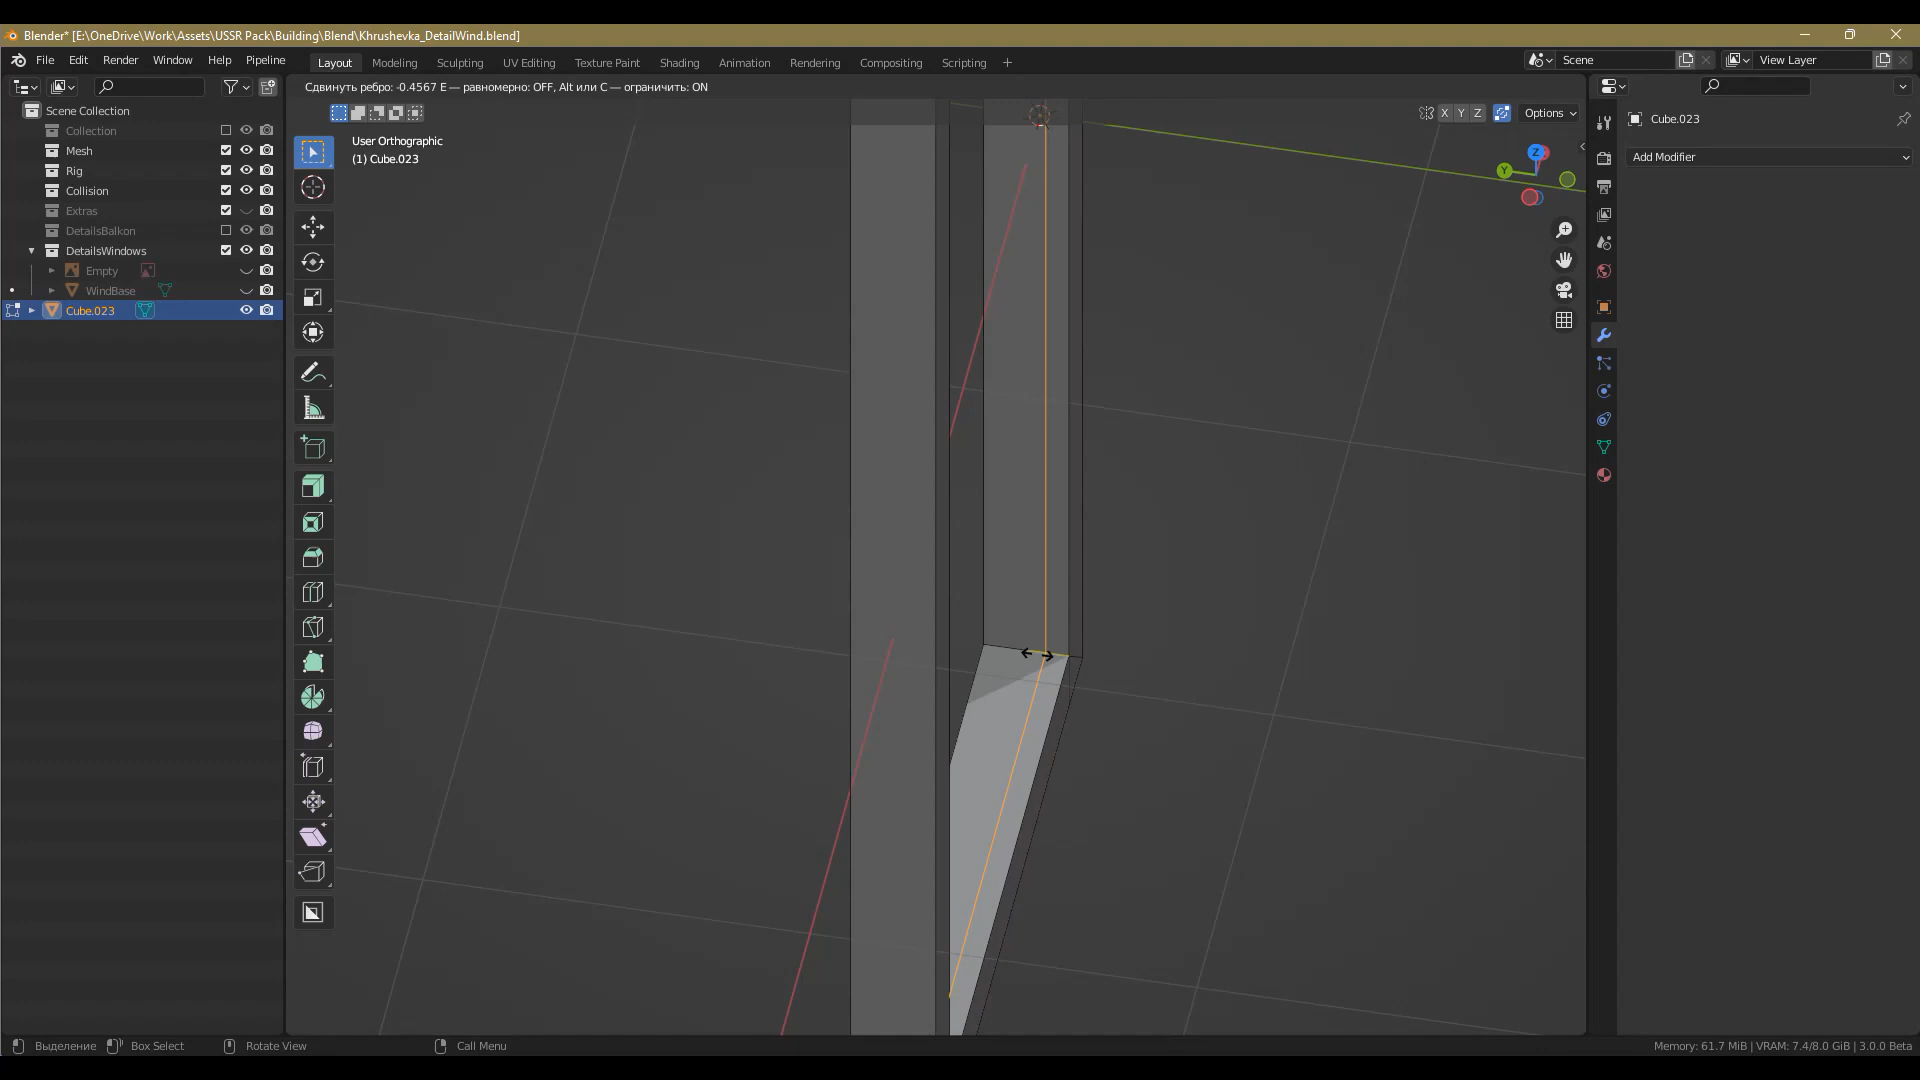 Blender* [E:\OneDrive\Work\Assets\USSR Pack\Building\Blend\Khrushevka_DetailWind.blend]
File Edit Render Window Help Pipeline Layout Modeling Sculpting UV Editing Texture Paint Shading Animation Rendering Compositing Scripting + Scene View Layer
Сдвинуть ребро: -0.4567 E — равномерно: OFF, Alt или C — ограничить: ON
Scene Collection
Collection
Mesh
Rig
Collision
Extras
DetailsBalkon
DetailsWindows
Empty
WindBase
Cube.023
User Orthographic
(1) Cube.023
X Y Z Options
Z
Y
Cube.023
Add Modifier
Выделение Box Select Rotate View Call Menu Memory: 61.7 MiB | VRAM: 7.4/8.0 GiB | 3.0.0 Beta